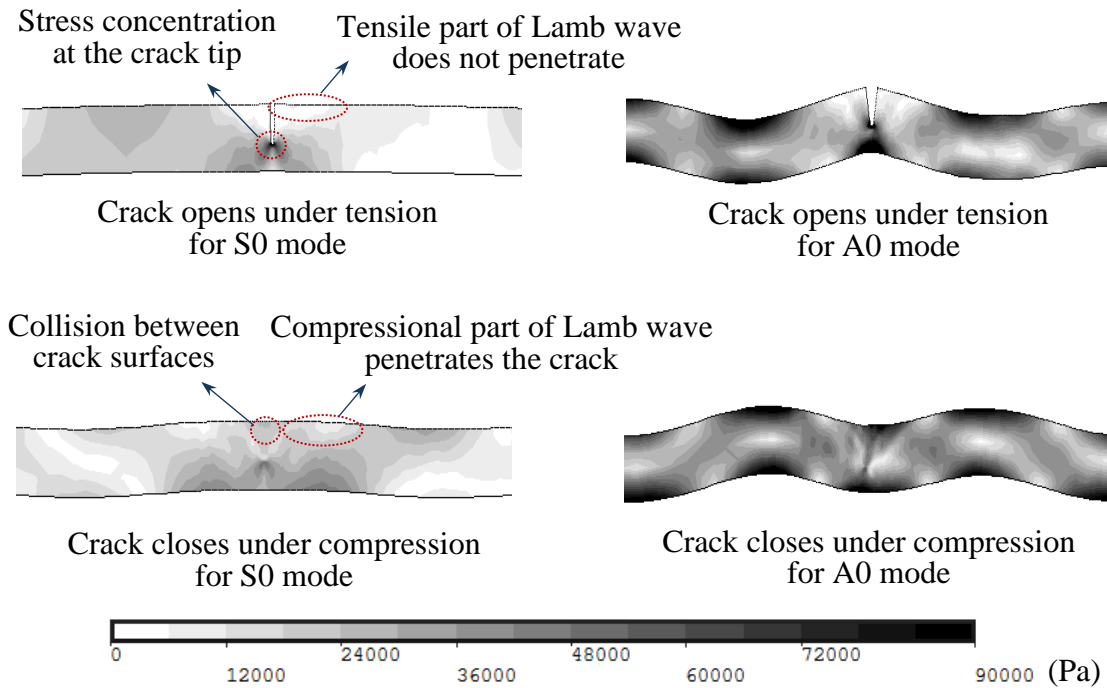 Stress concentration
at the crack tip
Tensile part of Lamb wave
does not penetrate
Crack opens under tension
for S0 mode
Crack opens under tension
for A0 mode
Collision between
crack surfaces
Compressional part of Lamb wave
penetrates the crack
Crack closes under compression
for S0 mode
Crack closes under compression
for A0 mode
0 24000 48000 72000
12000 36000 60000 90000 (Pa)